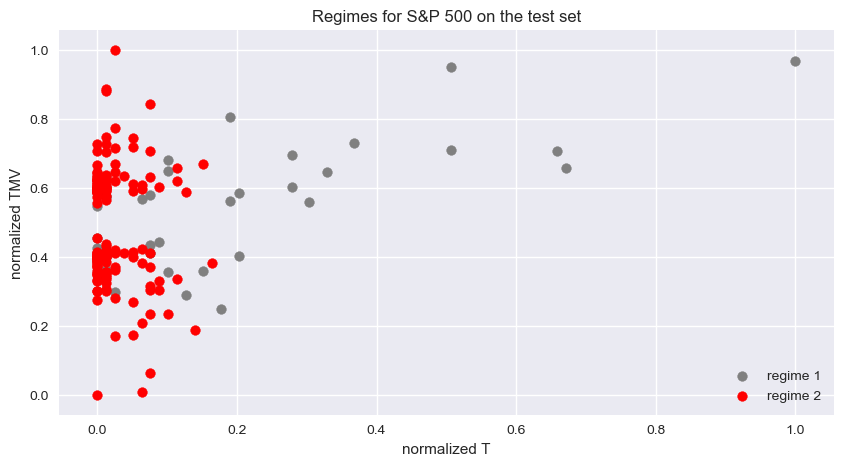 Regimes for S&P 500 on the test set
normalized TMV
1.0
0.8
0.6
0.4
0.2
0.0
0.0 0.2 0.4 0.6 0.8 1.0
normalized T
regime 1
regime 2